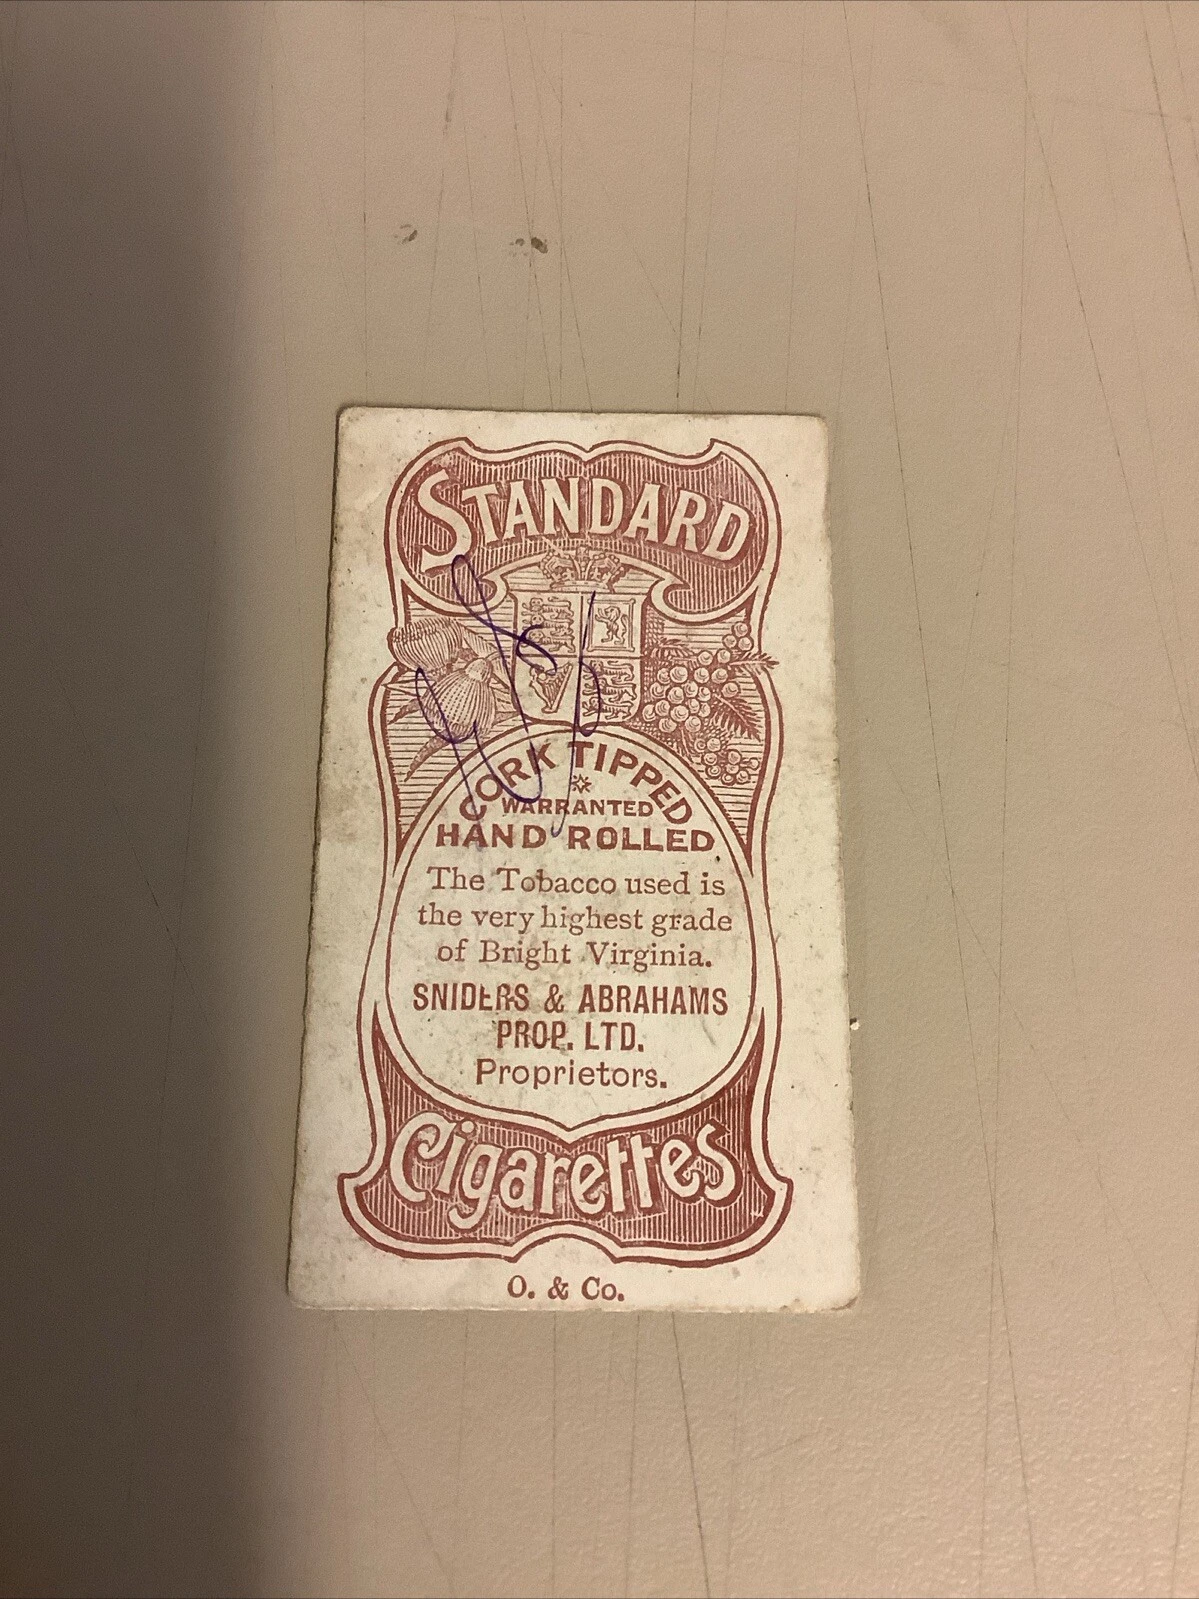 STANDARD
CORK TIPPED
WARRANTED
HAND ROLLED
The Tobacco used is
the very highest grade
of Bright Virginia.
SNIDERS & ABRAHAMS
PROP. LTD.
Proprietors.
Cigarettes
O. & Co.